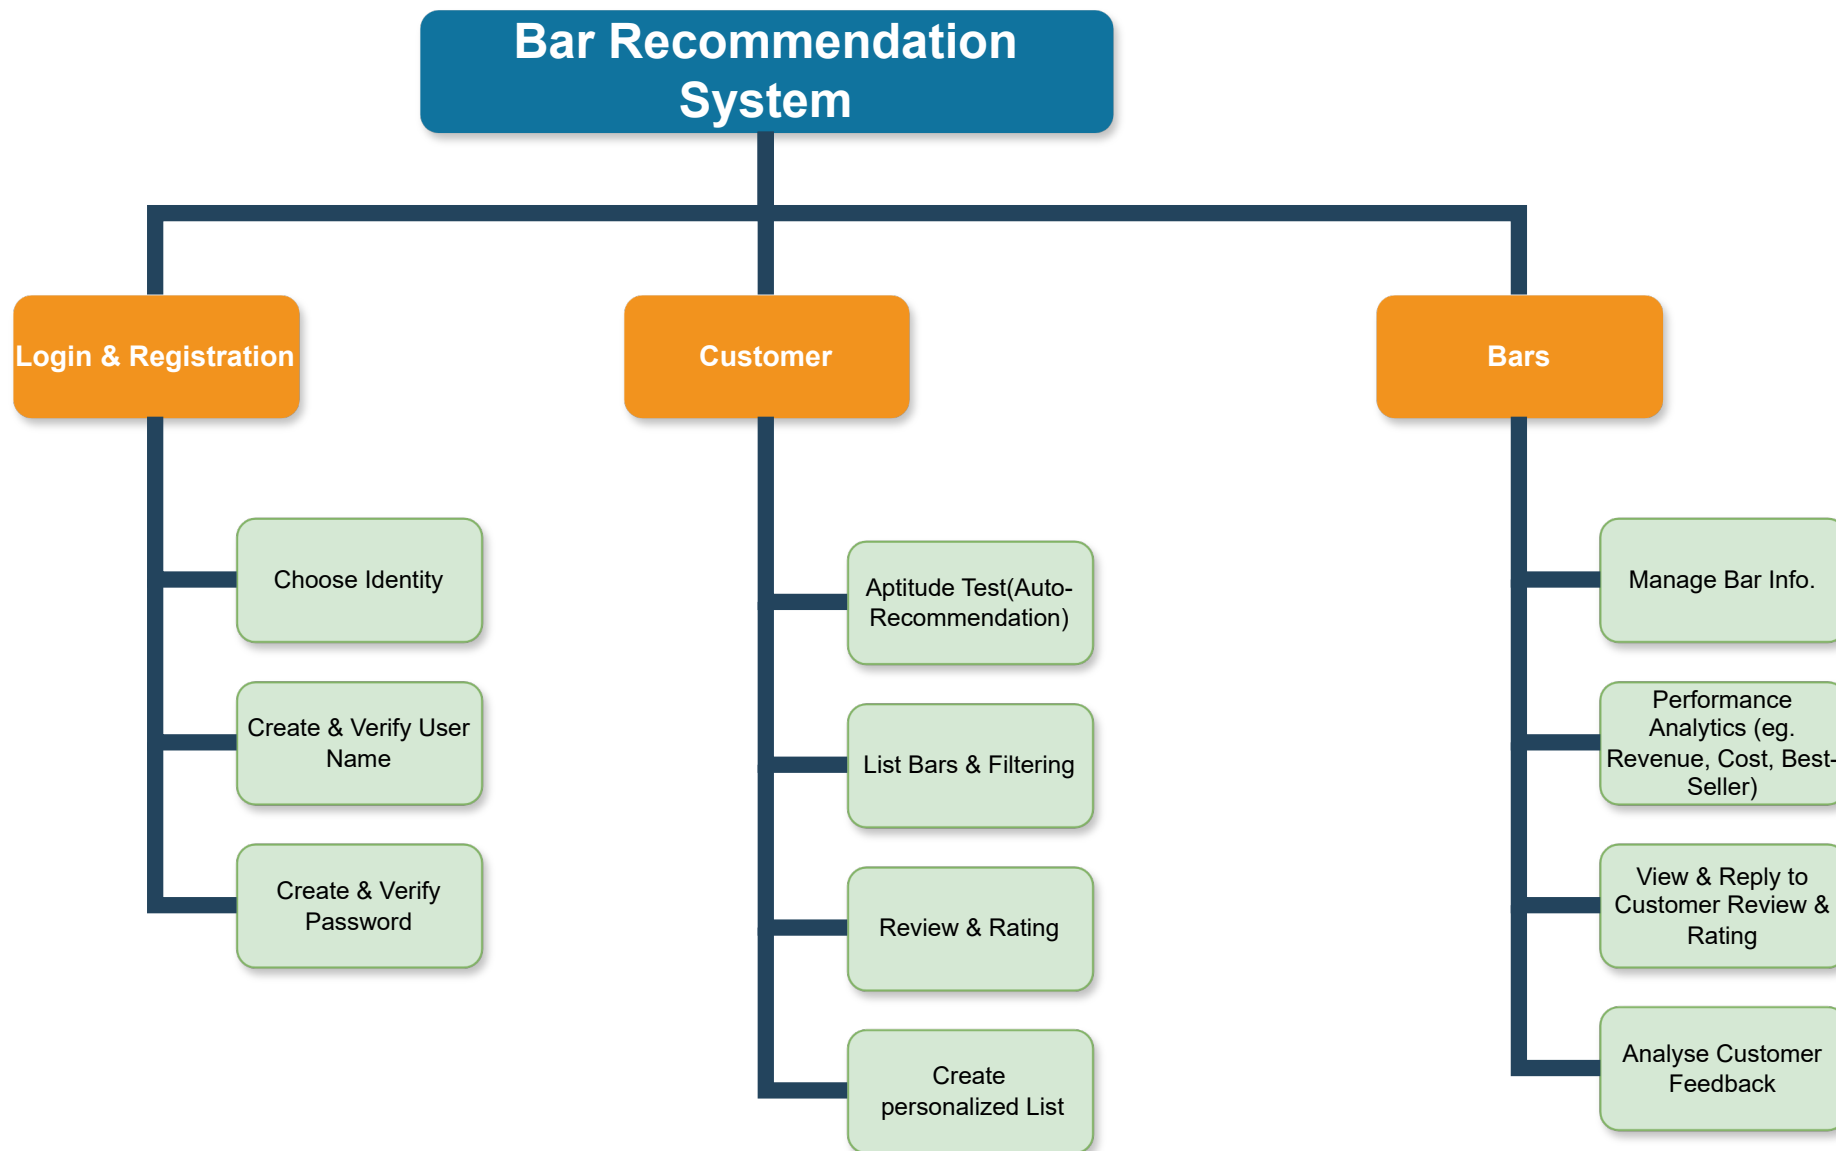 Bar Recommendation
System
Login & Registration
Customer
Bars
Choose Identity
Create & Verify User
Name
Create & Verify
Password
Aptitude Test(Auto-
Recommendation)
List Bars & Filtering
Review & Rating
Create
personalized List
Manage Bar Info.
Performance
Analytics (eg.
Revenue, Cost, Best-
Seller)
View & Reply to
Customer Review &
Rating
Analyse Customer
Feedback